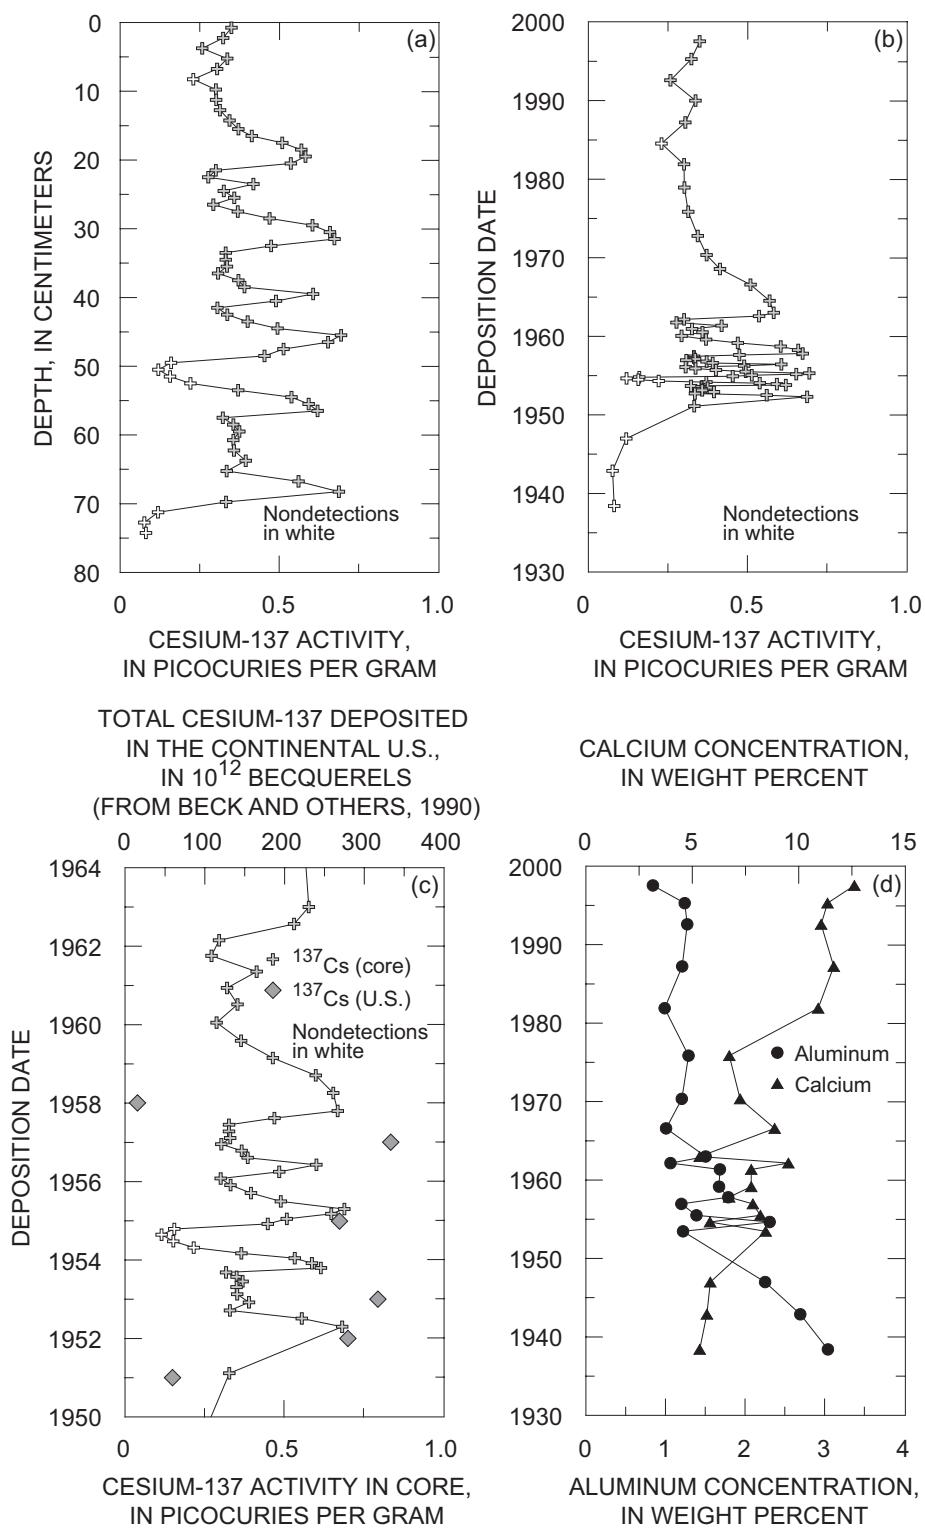 (a)
0
10
20
30
40
50
60
70
80
DEPTH, IN CENTIMETERS
Nondetections
in white
0 0.5 1.0
CESIUM-137 ACTIVITY,
IN PICOCURIES PER GRAM
(b)
2000
1990
1980
1970
1960
1950
1940
1930
DEPOSITION DATE
Nondetections
in white
0 0.5 1.0
CESIUM-137 ACTIVITY,
IN PICOCURIES PER GRAM
TOTAL CESIUM-137 DEPOSITED
IN THE CONTINENTAL U.S.,
IN 10^12 BECQUERELS
(FROM BECK AND OTHERS, 1990)
0 100 200 300 400
(c)
1964
1962
1960
1958
1956
1954
1952
1950
DEPOSITION DATE
137Cs (core)
137Cs (U.S.)
Nondetections
in white
0 0.5 1.0
CESIUM-137 ACTIVITY IN CORE,
IN PICOCURIES PER GRAM
CALCIUM CONCENTRATION,
IN WEIGHT PERCENT
0 5 10 15
(d)
2000
1990
1980
1970
1960
1950
1940
1930
DEPOSITION DATE
Aluminum
Calcium
0 1 2 3 4
ALUMINUM CONCENTRATION,
IN WEIGHT PERCENT